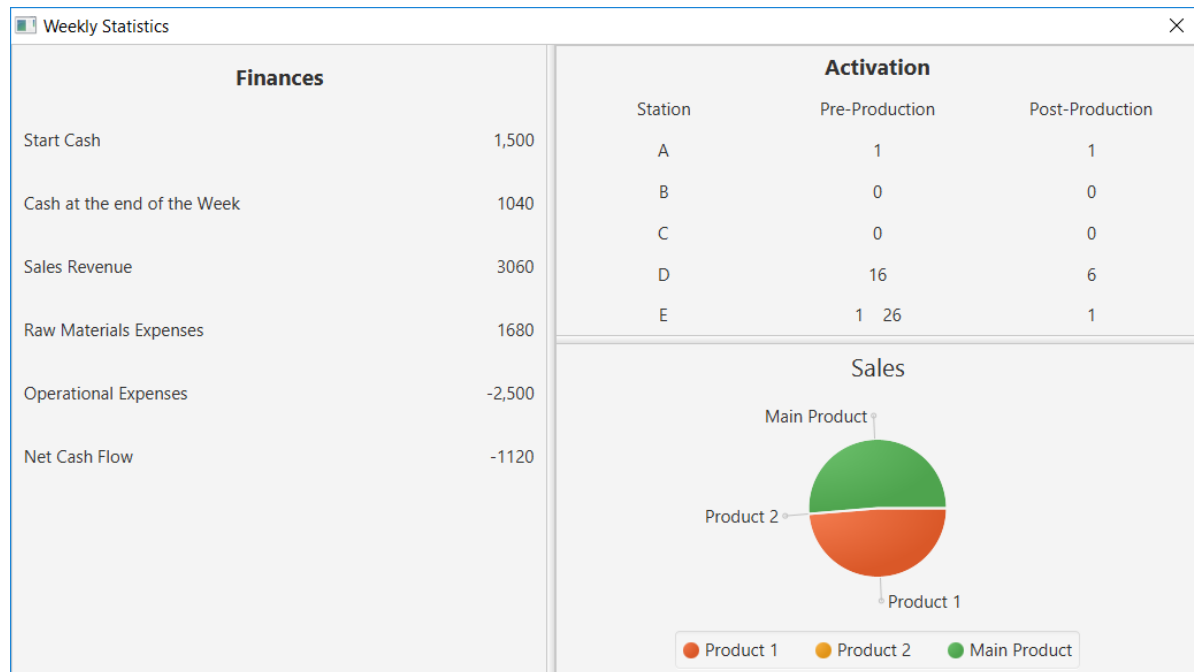 Weekly Statistics
Finances
Start Cash 1,500
Cash at the end of the Week 1040
Sales Revenue 3060
Raw Materials Expenses 1680
Operational Expenses -2,500
Net Cash Flow -1120
Activation
Station Pre-Production Post-Production
A 1 1
B 0 0
C 0 0
D 16 6
E 1 26 1
Sales
Main Product
Product 2
Product 1
Product 1 Product 2 Main Product